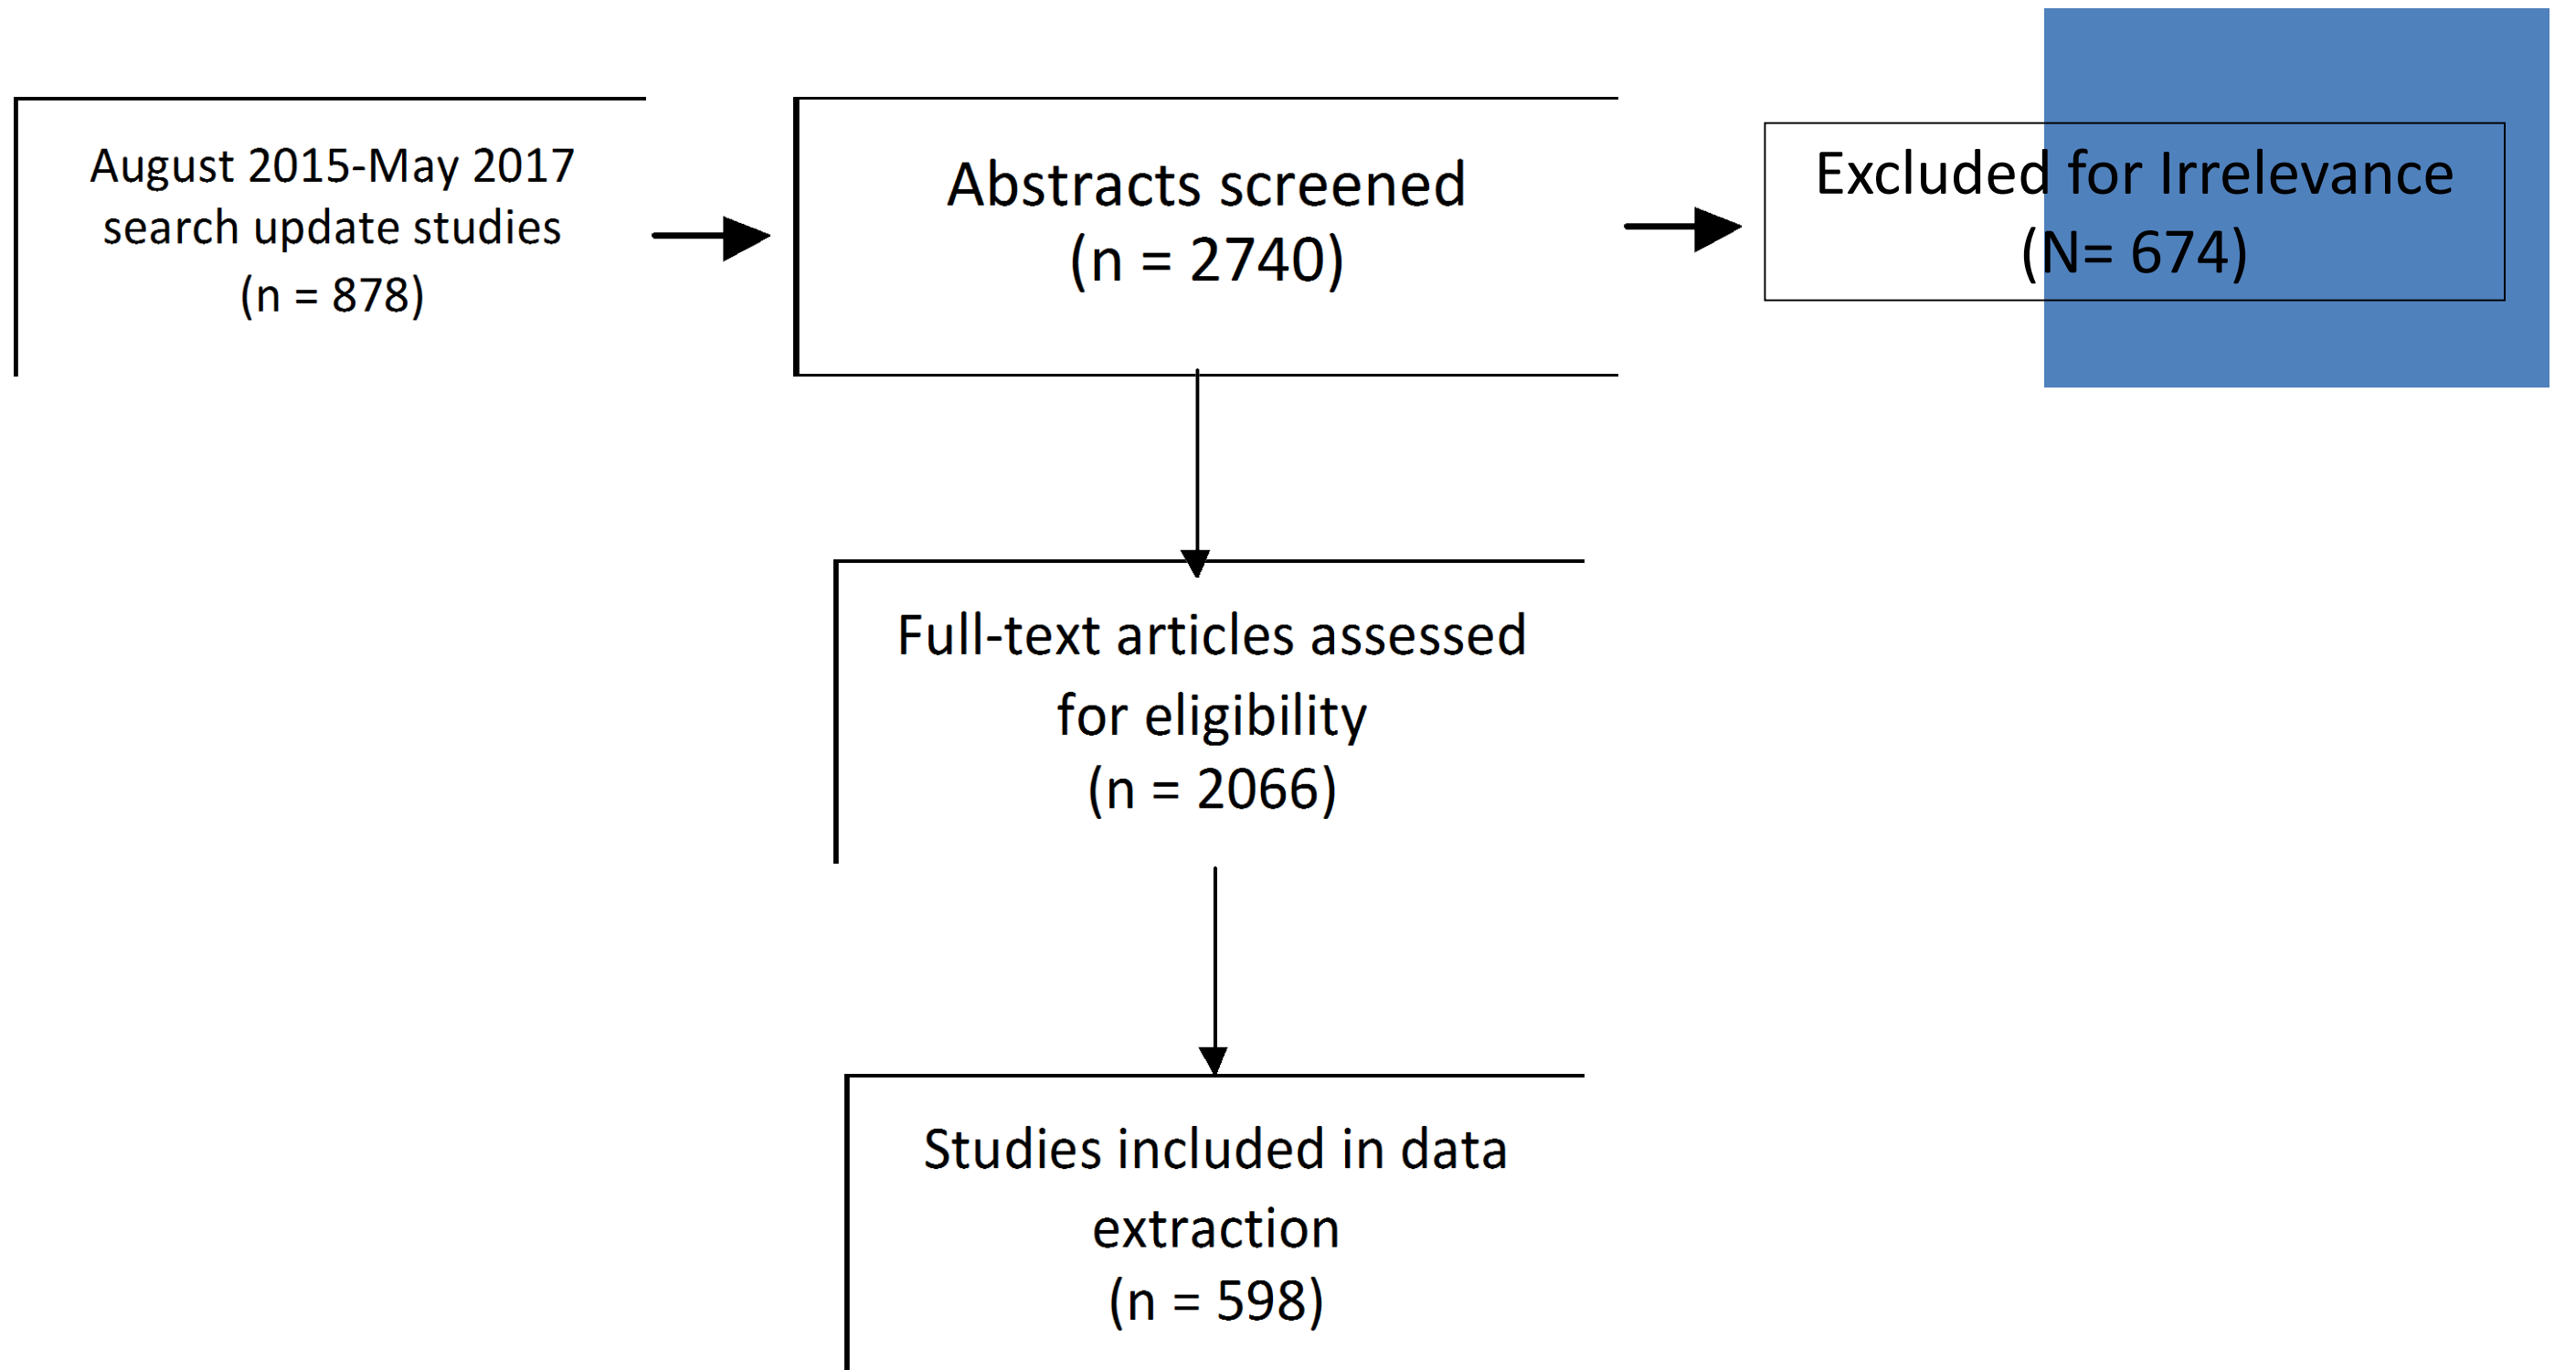 August 2015-May 2017
search update studies
(n = 878)
Abstracts screened
(n = 2740)
Excluded for Irrelevance
(N= 674)
Full-text articles assessed
for eligibility
(n = 2066)
Studies included in data
extraction
(n = 598)